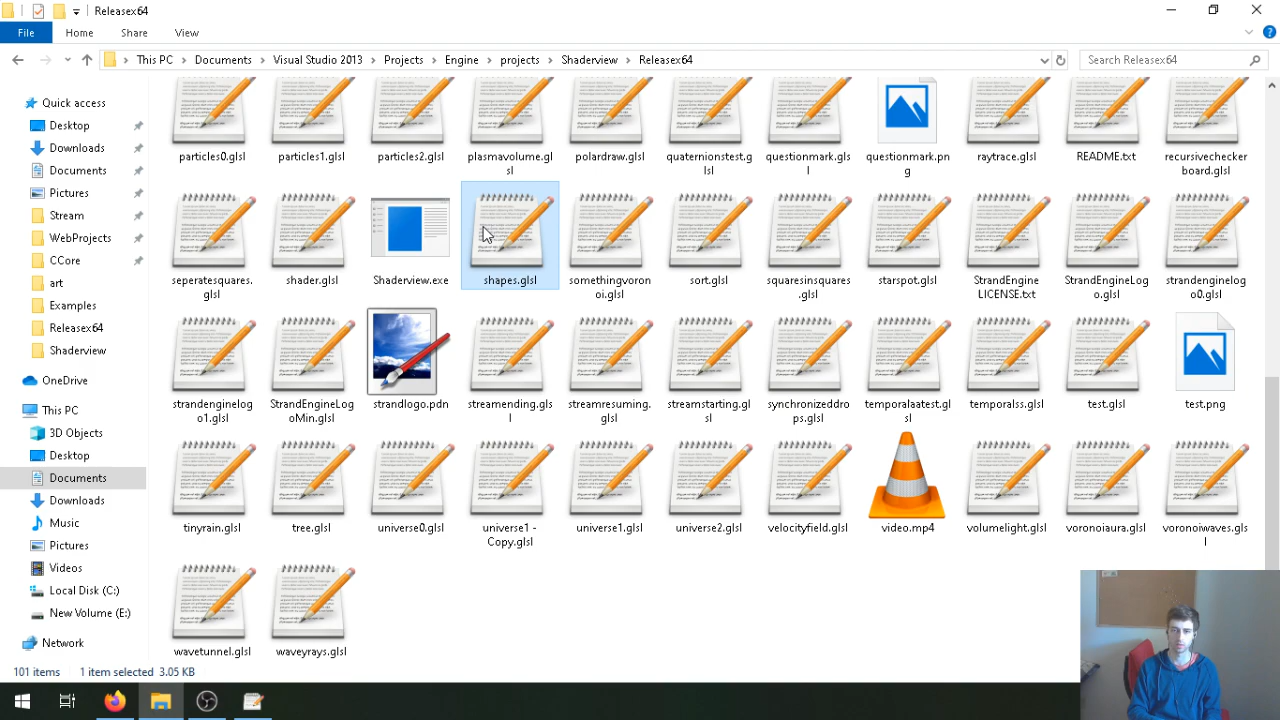 Releasex64
File
Home
Share
View
This PC
Documents
Visual Studio 2013
Projects
Engine
projects
Shaderview
Releasex64
Search Releasex64
Quick access
Desktop
Downloads
Documents
Pictures
Stream
WebProjects
CCore
art
Examples
Releasex64
Shaderview
OneDrive
This PC
3D Objects
Desktop
Downloads
Music
Pictures
Videos
Local Disk (C:)
New Volume (E:)
Network
particles0.glsl
particles1.glsl
particles2.glsl
plasmavolume.gl
sl
polardraw.glsl
quaternionstest.g
lsl
questionmark.gls
l
questionmark.pn
g
raytrace.glsl
README.txt
recursivechecker
board.glsl
seperatesquares.
glsl
shader.glsl
Shaderview.exe
shapes.glsl
somethingvoron
oi.glsl
sort.glsl
squaresinsquares
.glsl
starspot.glsl
StrandEngine
LICENSE.txt
StrandEngineLog
o.glsl
strandenginelog
o0.glsl
strandenginelog
o1.glsl
StrandEngineLog
oMin.glsl
strandlogo.pdn
streamending.gls
l
streamresuming.
glsl
streamstarting.gl
sl
synchronizeddro
ps.glsl
temporalaatest.gl
sl
temporalss.glsl
test.glsl
test.png
tinyrain.glsl
tree.glsl
universe0.glsl
universe1 -
Copy.glsl
universe1.glsl
universe2.glsl
velocityfield.glsl
video.mp4
volumelight.glsl
voronoiaura.glsl
voronoiwaves.gls
l
wavetunnel.glsl
waveyrays.glsl
101 items
1 item selected 3.05 KB